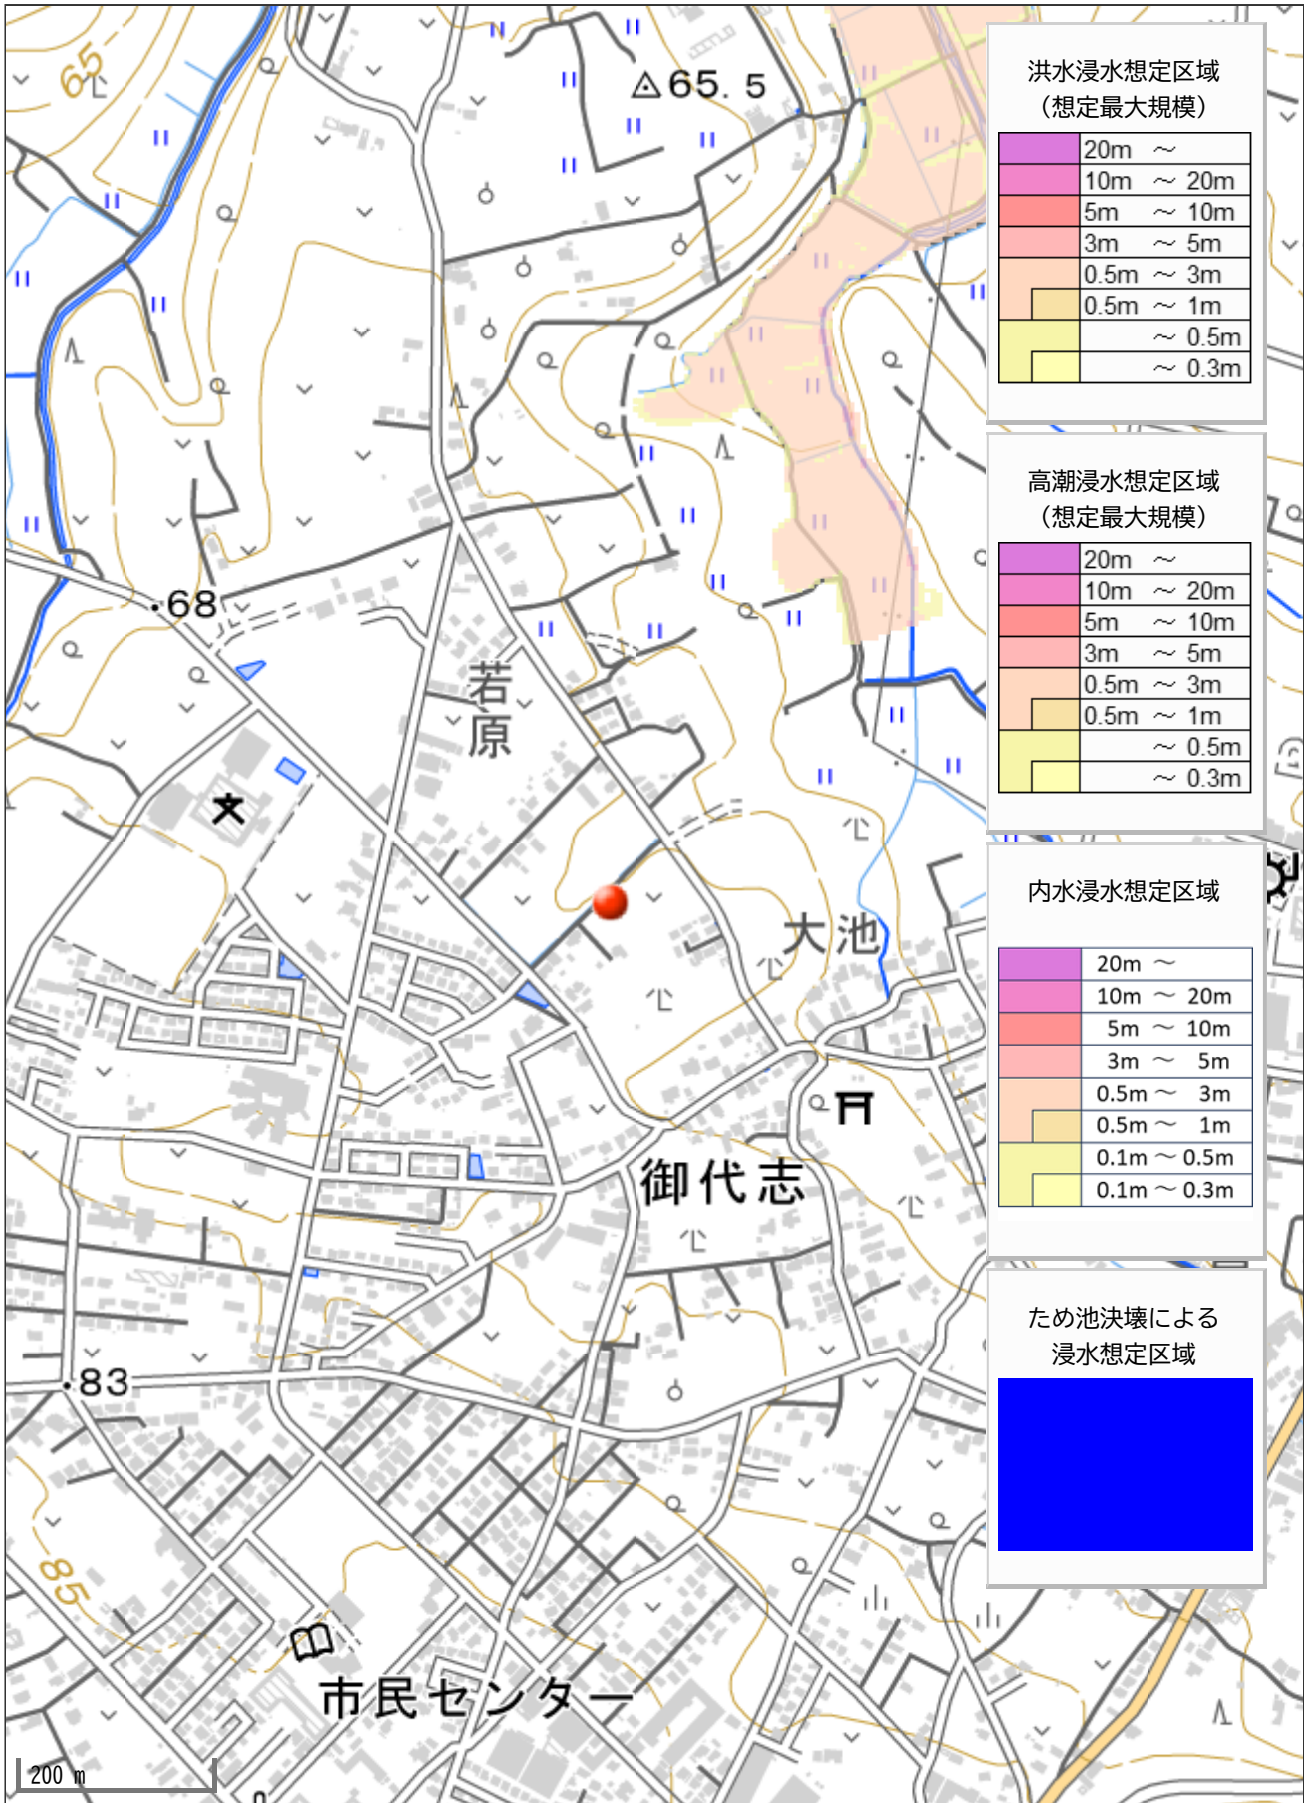 65
65.5
68
若原
大池
御代志
83
85
市民センター
200 m
洪水浸水想定区域
（想定最大規模）
20m ～
10m ～ 20m
5m ～ 10m
3m ～ 5m
0.5m ～ 3m
0.5m ～ 1m
～ 0.5m
～ 0.3m
高潮浸水想定区域
（想定最大規模）
20m ～
10m ～ 20m
5m ～ 10m
3m ～ 5m
0.5m ～ 3m
0.5m ～ 1m
～ 0.5m
～ 0.3m
内水浸水想定区域
20m ～
10m ～ 20m
5m ～ 10m
3m ～ 5m
0.5m ～ 3m
0.5m ～ 1m
0.1m ～ 0.5m
0.1m ～ 0.3m
ため池決壊による
浸水想定区域